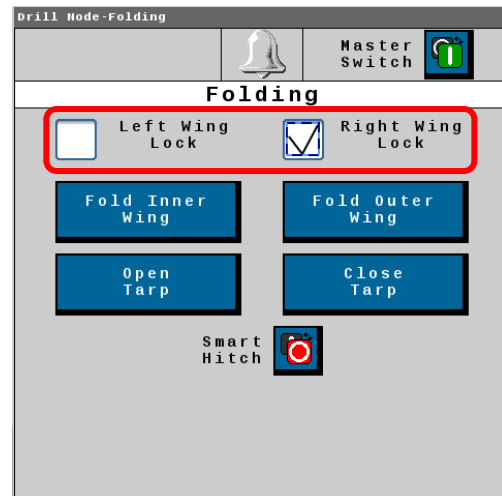 Drill Node-Folding
Master
Switch
Folding
Left Wing
Lock
Right Wing
Lock
Fold Inner
Wing
Fold Outer
Wing
Open
Tarp
Close
Tarp
Smart
Hitch